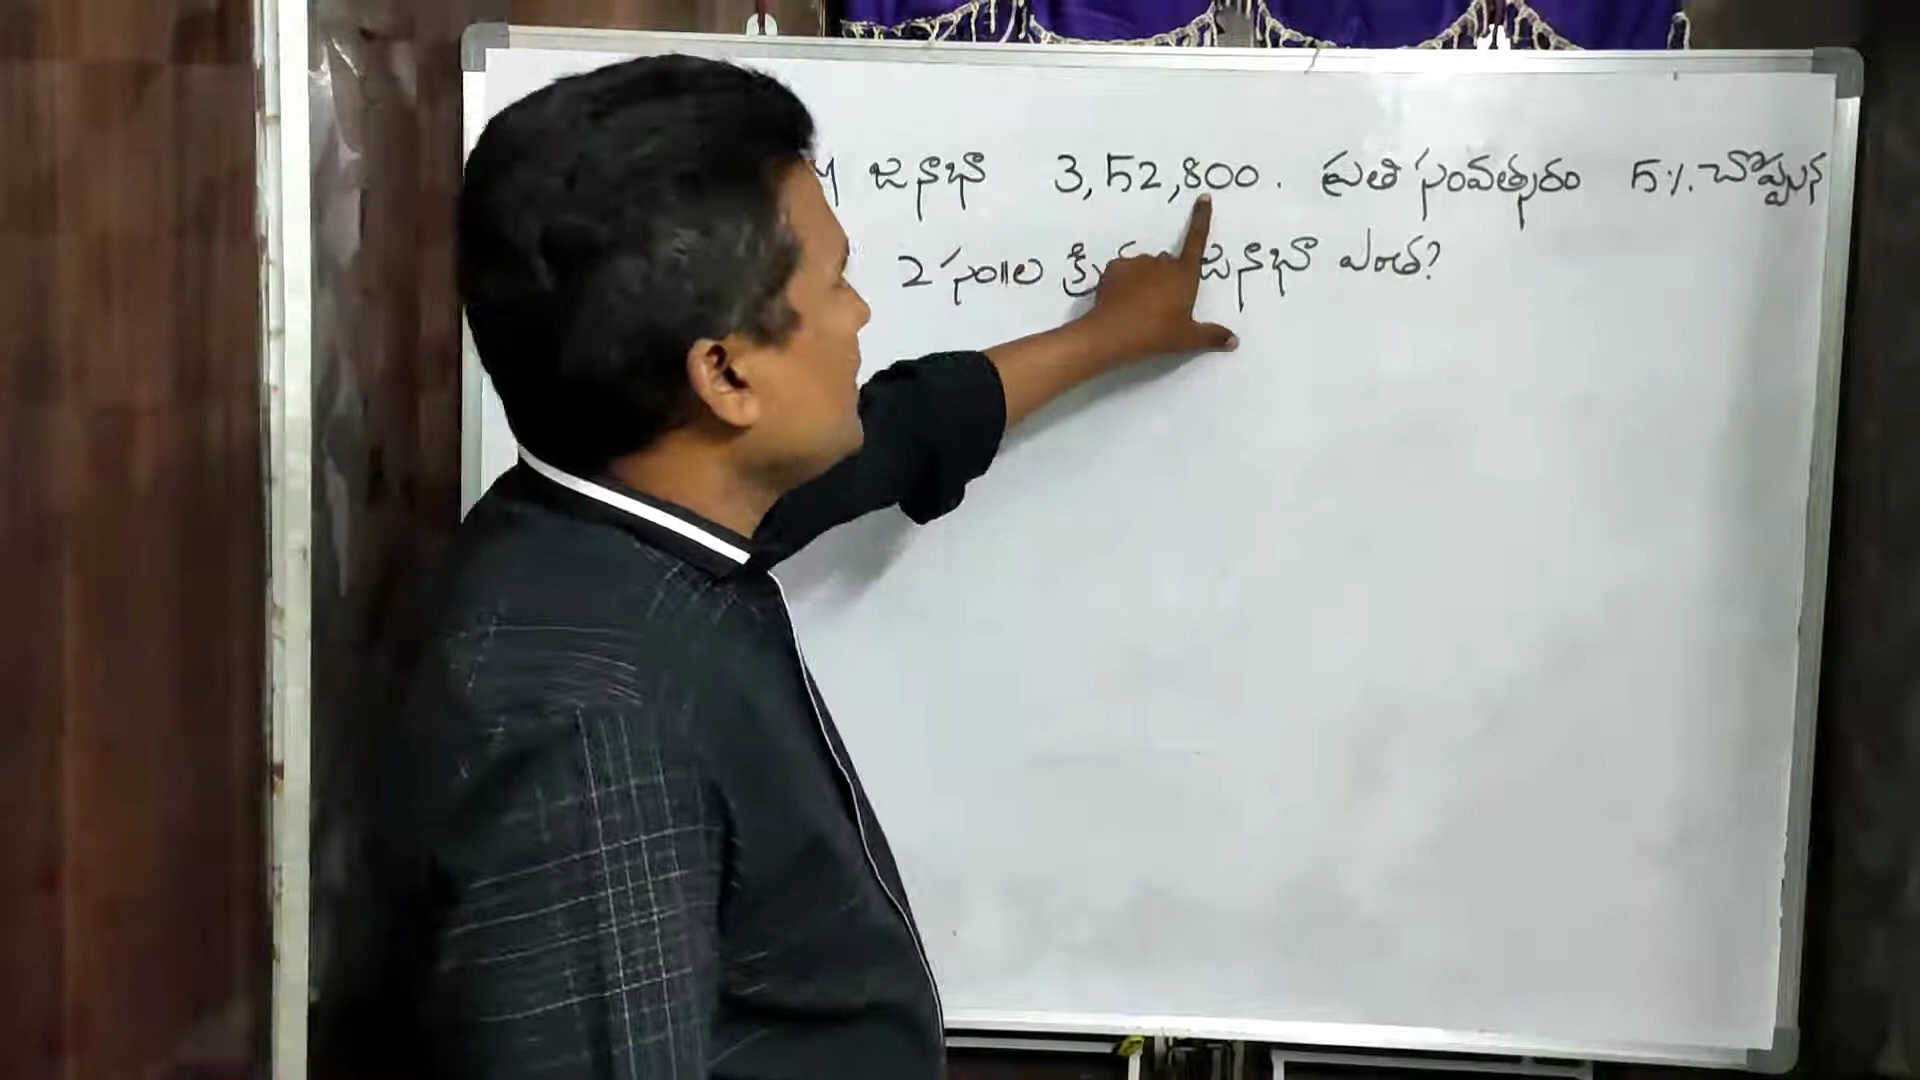 జనాభా 3,52,800. ప్రతి సంవత్సరం 5% చొప్పున
2 సం॥ల జనాభా ఎంత?